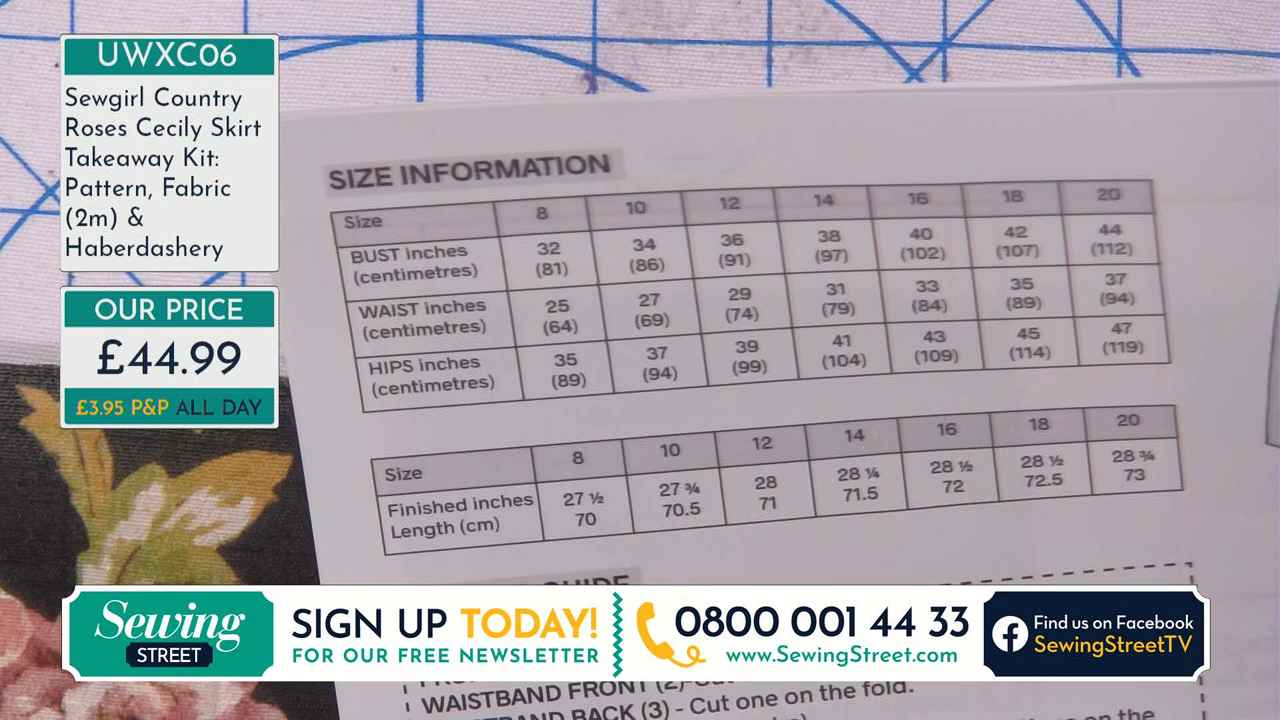 UWXC06
Sewgirl Country
Roses Cecily Skirt
Takeaway Kit:
Pattern, Fabric
(2m) &
Haberdashery
OUR PRICE
£44.99
£3.95 P&P ALL DAY
SIZE INFORMATION
Size 8 10 12 14 16 18 20
BUST inches 32 34 36 38 40 42 44
(centimetres) (81) (86) (91) (97) (102) (107) (112)
WAIST inches 25 27 29 31 33 35 37
(centimetres) (64) (69) (74) (79) (84) (89) (94)
HIPS inches 35 37 39 41 43 45 47
(centimetres) (89) (94) (99) (104) (109) (114) (119)
Size 8 10 12 14 16 18 20
Finished inches 27 ½ 27 ¾ 28 28 ¼ 28 ½ 28 ½ 28 ¾
Length (cm) 70 70.5 71 71.5 72 72.5 73
GUIDE
Sewing
STREET
SIGN UP TODAY!
FOR OUR FREE NEWSLETTER
0800 001 44 33
www.SewingStreet.com
Find us on Facebook
SewingStreetTV
WAISTBAND FRONT (2)
BACK (3) - Cut one on the fold.
on the